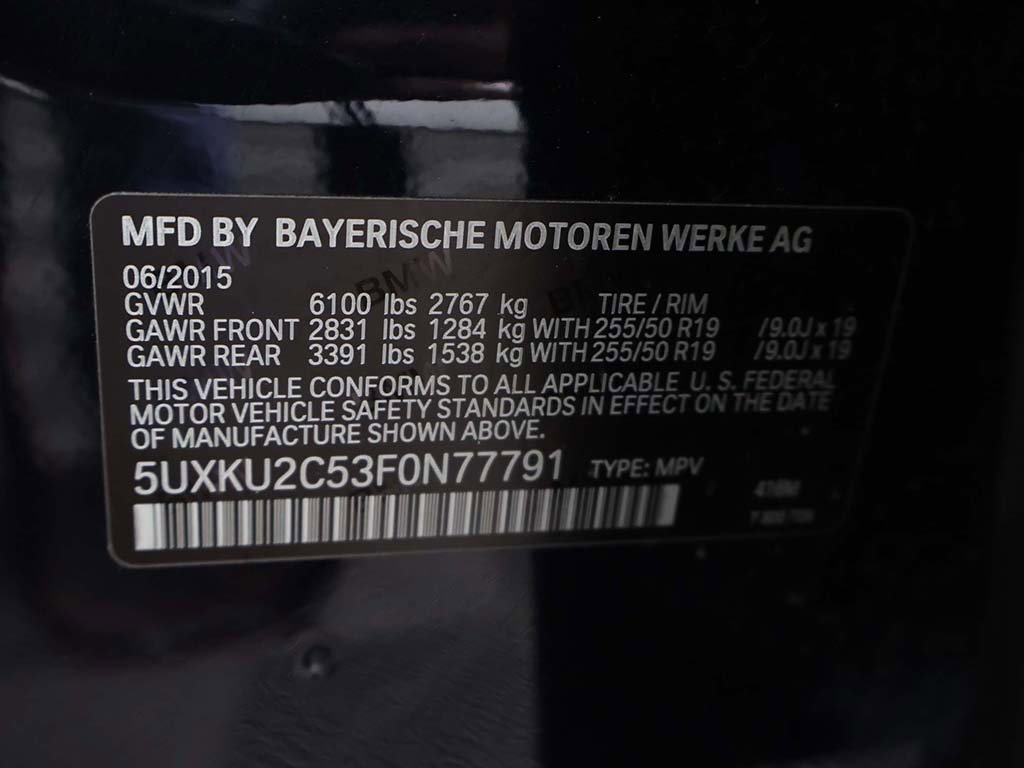 MFD BY BAYERISCHE MOTOREN WERKE AG
06/2015
GVWR 6100 lbs 2767 kg TIRE / RIM
GAWR FRONT 2831 lbs 1284 kg WITH 255/50 R19 /9.0J x 19
GAWR REAR 3391 lbs 1538 kg WITH 255/50 R19 /9.0J x 19
THIS VEHICLE CONFORMS TO ALL APPLICABLE U. S. FEDERAL
MOTOR VEHICLE SAFETY STANDARDS IN EFFECT ON THE DATE
OF MANUFACTURE SHOWN ABOVE.
5UXKU2C53F0N77791 TYPE: MPV